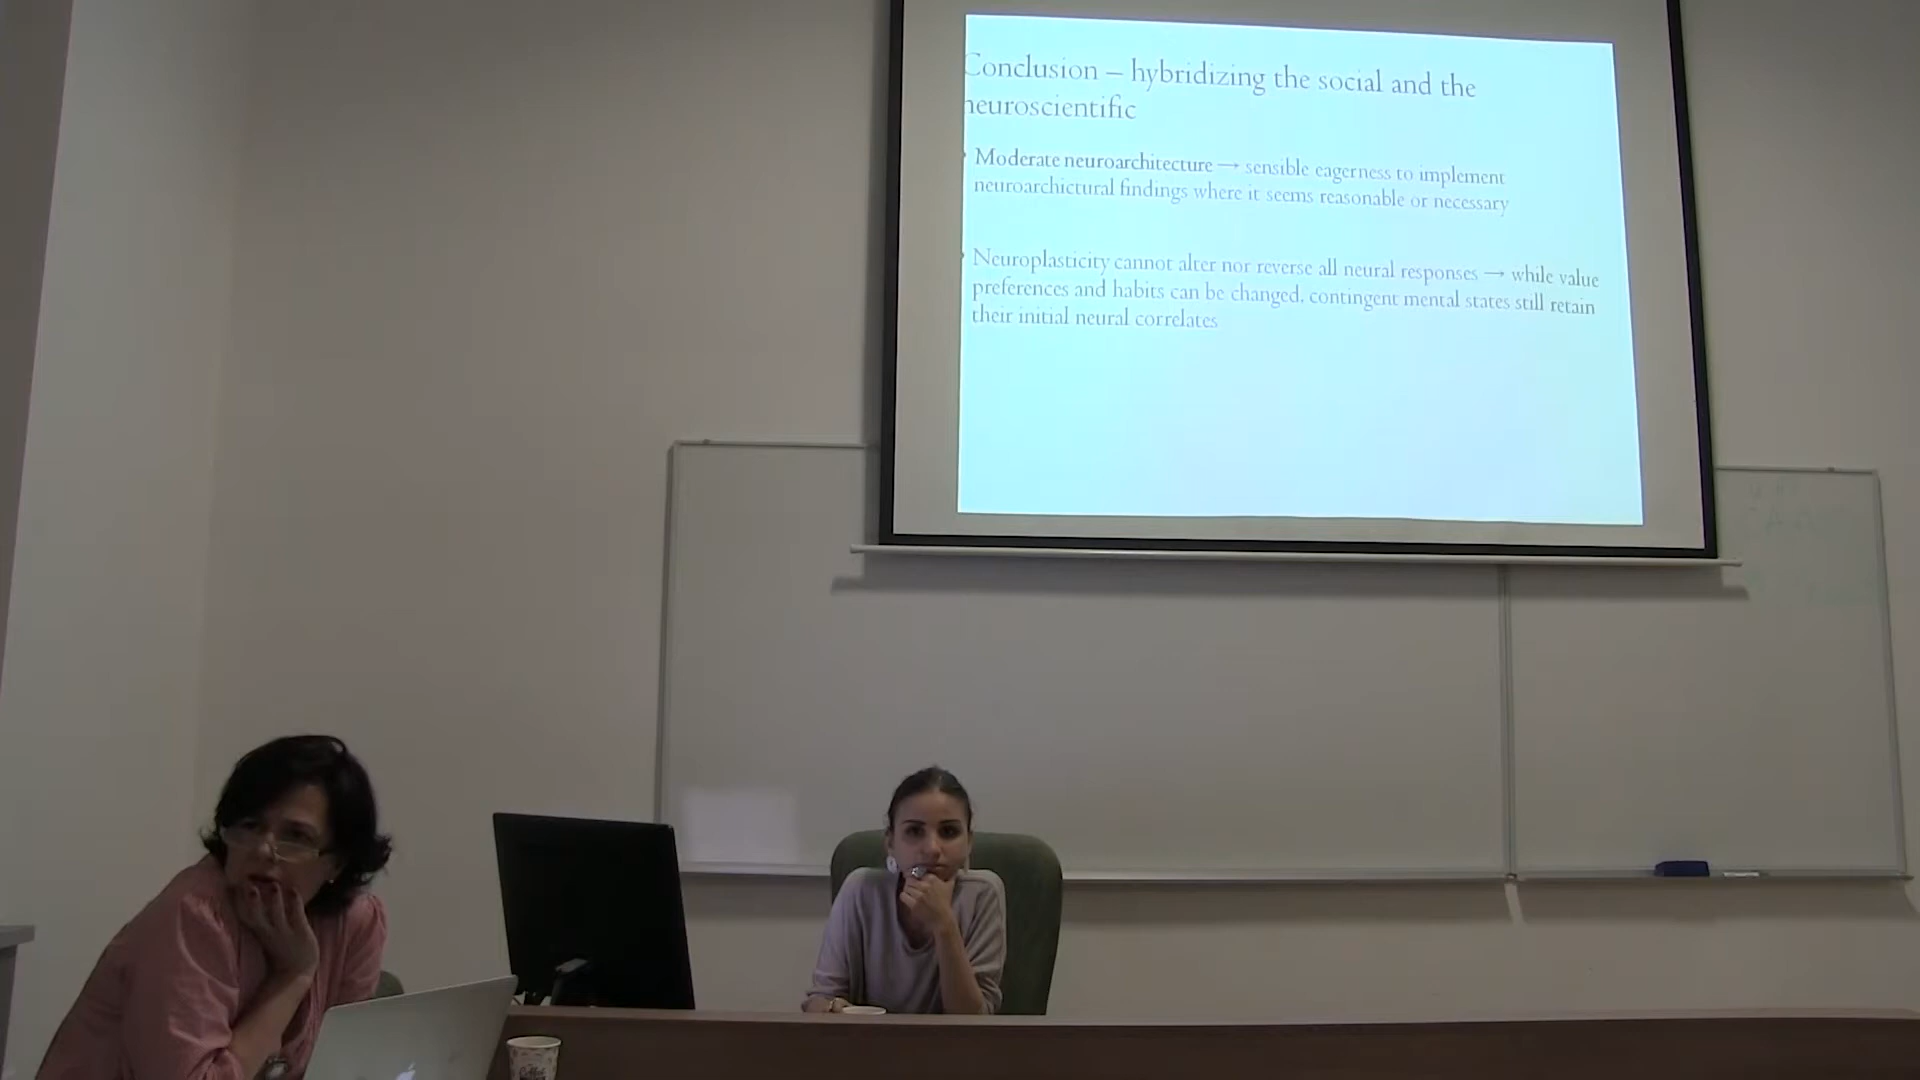 Conclusion – hybridizing the social and the
neuroscientific
• Moderate neuroarchitecture → sensible eagerness to implement
neuroarchictural findings where it seems reasonable or necessary
• Neuroplasticity cannot alter nor reverse all neural responses → while value
preferences and habits can be changed, contingent mental states still retain
their initial neural correlates